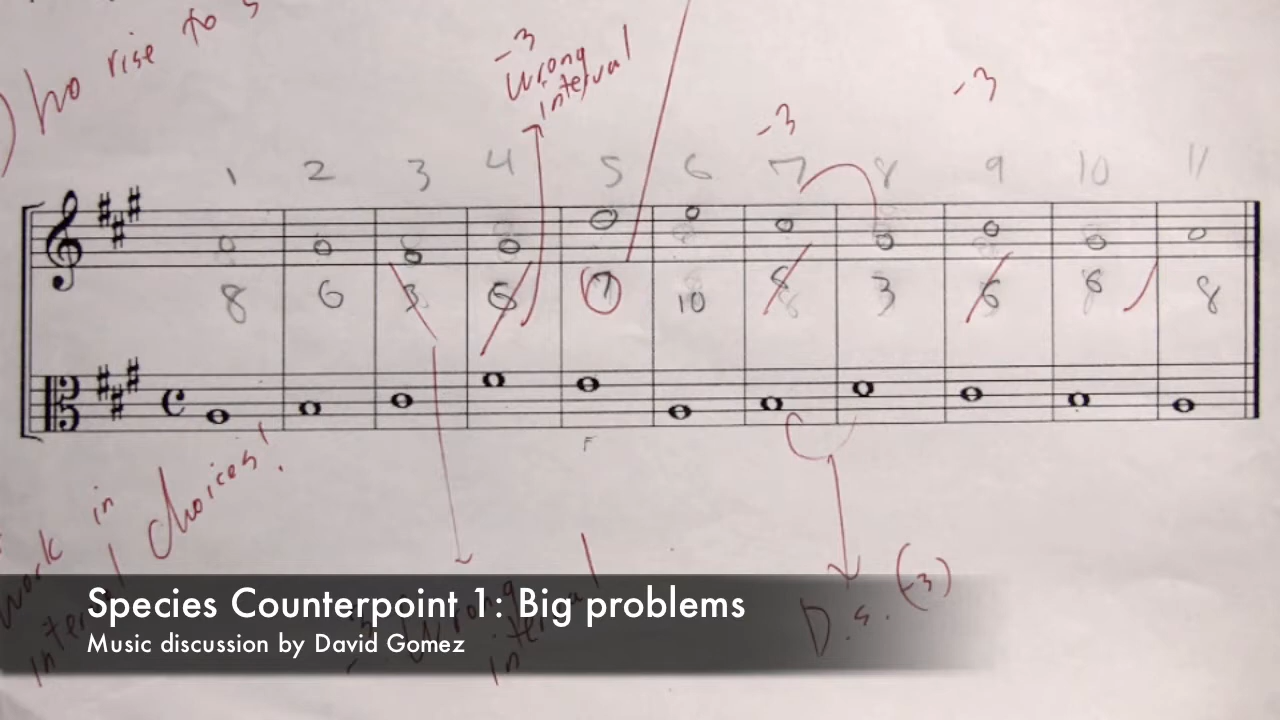 ) No rise to 5
-3
Wrong
interval
-3
-3
1 2 3 4 5 6 7 8 9 10 11
8 6 3 6 7 10 8 3 6 6 8
F
work in
choices!
Wrong
D.s. (-3)
Species Counterpoint 1: Big problems
Music discussion by David Gomez